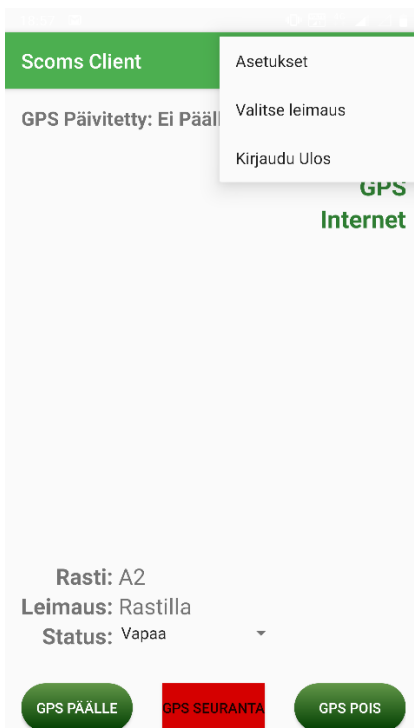 Scoms Client
Asetukset
GPS Päivitetty: Ei Pääll
Valitse leimaus
Kirjaudu Ulos
GPS
Internet
Rasti: A2
Leimaus: Rastilla
Status: Vapaa
GPS PÄÄLLE GPS SEURANTA GPS POIS